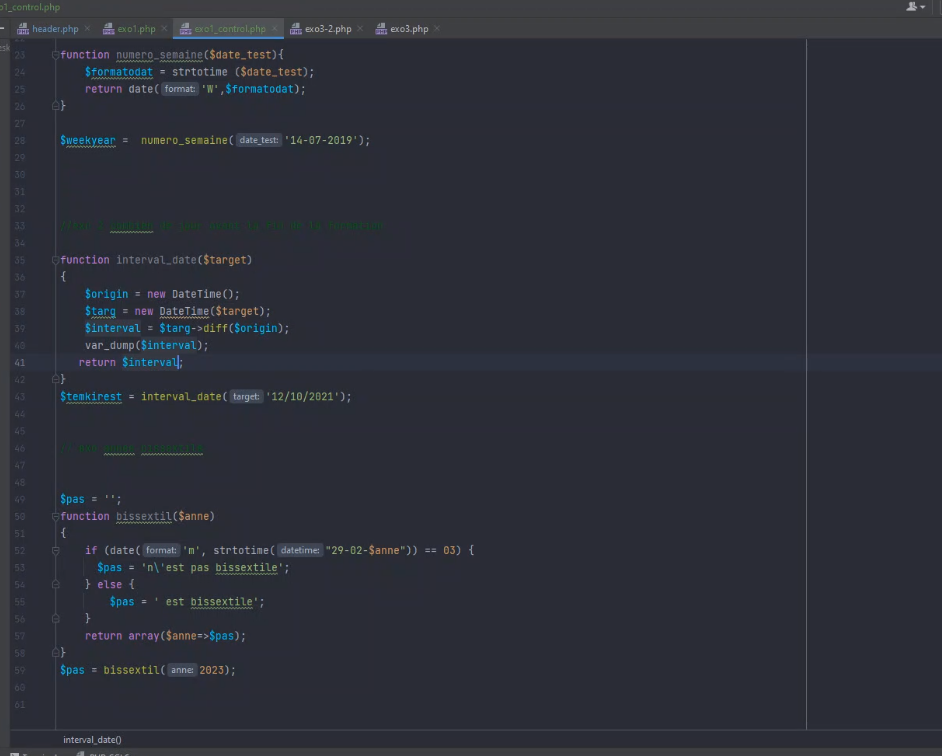 o1_control.php
header.php exo1.php exo1_control.php exo3-2.php exo3.php
23 function numero_semaine($date_test){
24 $formatodat = strtotime ($date_test);
25 return date( format: 'W',$formatodat);
26 }
27
28 $weekyear = numero_semaine( date_test: '14-07-2019');
29
30
31
32
33
34
35 function interval_date($target)
36 {
37 $origin = new DateTime();
38 $targ = new DateTime($target);
39 $interval = $targ->diff($origin);
40 var_dump($interval);
41 return $interval;
42 }
43 $temkirest = interval_date( target: '12/10/2021');
44
45
46
47
48
49 $pas = '';
50 function bissextil($anne)
51 {
52 if (date( format: 'm', strtotime( datetime: "29-02-$anne")) == 03) {
53 $pas = 'n\'est pas bissextile';
54 } else {
55 $pas = ' est bissextile';
56 }
57 return array($anne=>$pas);
58 }
59 $pas = bissextil( anne: 2023);
60
61
interval_date()